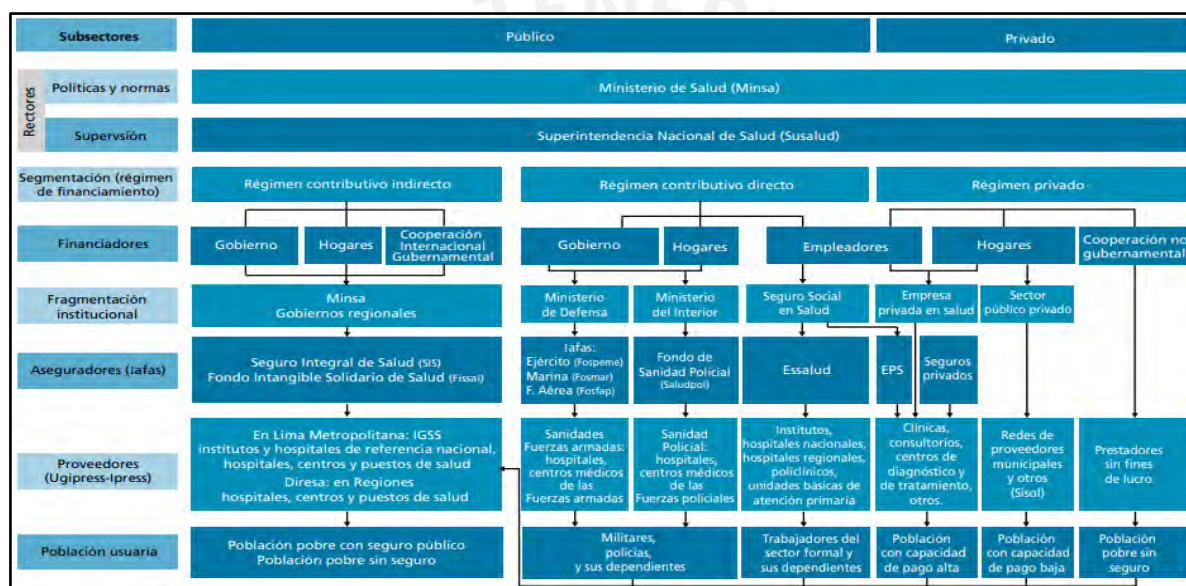 Subsectores
Público
Privado
Rectores
Políticas y normas
Ministerio de Salud (Minsa)
Supervsión
Superintendencia Nacional de Salud (Susalud)
Segmentación (régimen
de financiamiento)
Régimen contributivo indirecto
Régimen contributivo directo
Régimen privado
Financiadores
Gobierno
Hogares
Cooperación
Internacional
Gubernamental
Gobierno
Hogares
Empleadores
Hogares
Cooperación no
gubernamental
Fragmentación
institucional
Minsa
Gobiernos regionales
Ministerio
de Defensa
Ministerio
del Interior
Seguro Social
en Salud
Empresa
privada en salud
Sector
público privado
Aseguradores (Iafas)
Seguro Integral de Salud (SIS)
Fondo Intangible Solidario de Salud (Fissal)
Iafas:
Ejército (Fospeme)
Marina (Fosmar)
F. Aérea (Fosfap)
Fondo de
Sanidad Policial
(Saludpol)
Essalud
EPS
Seguros
privados
Proveedores
(Ugipress-Ipress)
En Lima Metropolitana: IGSS
institutos y hospitales de referencia nacional,
hospitales, centros y puestos de salud
Diresa: en Regiones
hospitales, centros y puestos de salud
Sanidades
Fuerzas armadas:
hospitales,
centros médicos
de las
Fuerzas armadas
Sanidad
Policial:
hospitales,
centros médicos
de las
Fuerzas policiales
Institutos,
hospitales nacionales,
hospitales regionales,
policlínicos,
unidades básicas de
atención primaria
Clínicas,
consultorios,
centros de
diagnóstico y
de tratamiento,
otros.
Redes de
proveedores
municipales
y otros
(Sisol)
Prestadores
sin fines
de lucro
Población usuaria
Población pobre con seguro público
Población pobre sin seguro
Militares,
policías,
y sus dependientes
Trabajadores del
sector formal y
sus dependientes
Población
con capacidad
de pago alta
Población
con capacidad
de pago baja
Población
pobre sin
seguro